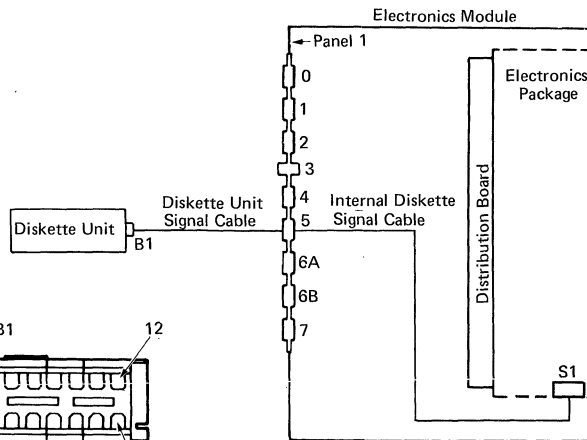 Electronics Module
Panel 1
0
Electronics
Package
1
2
3
Diskette Unit
Signal Cable
4
Internal Diskette
Signal Cable
5
Distribution Board
Diskette Unit
B1
6A
6B
7
B1
12
S1